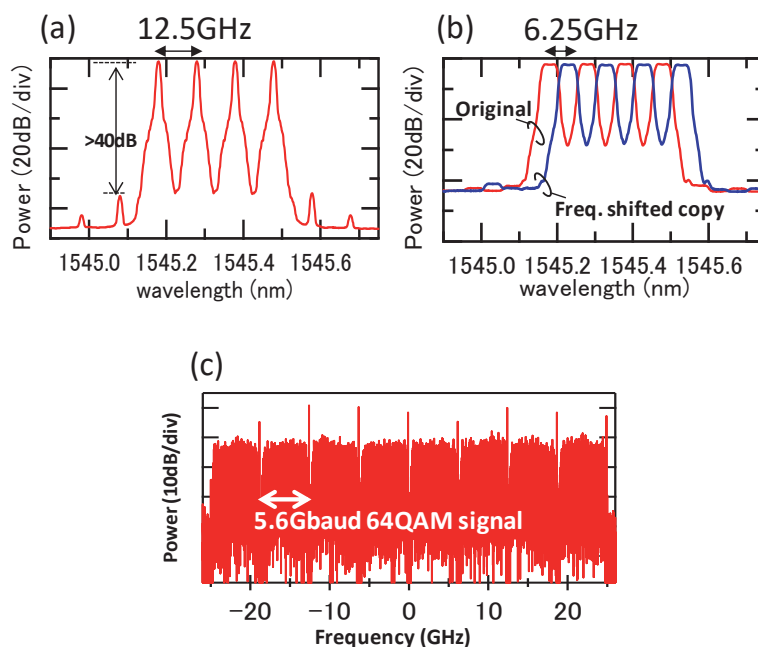 (a)
12.5GHz
>40dB
Power (20dB/div)
1545.0 1545.2 1545.4 1545.6
wavelength (nm)
(b)
6.25GHz
Original
Freq. shifted copy
Power (20dB/div)
1545.0 1545.2 1545.4 1545.6
wavelength (nm)
(c)
5.6Gbaud 64QAM signal
Power (10dB/div)
−20 −10 0 10 20
Frequency (GHz)